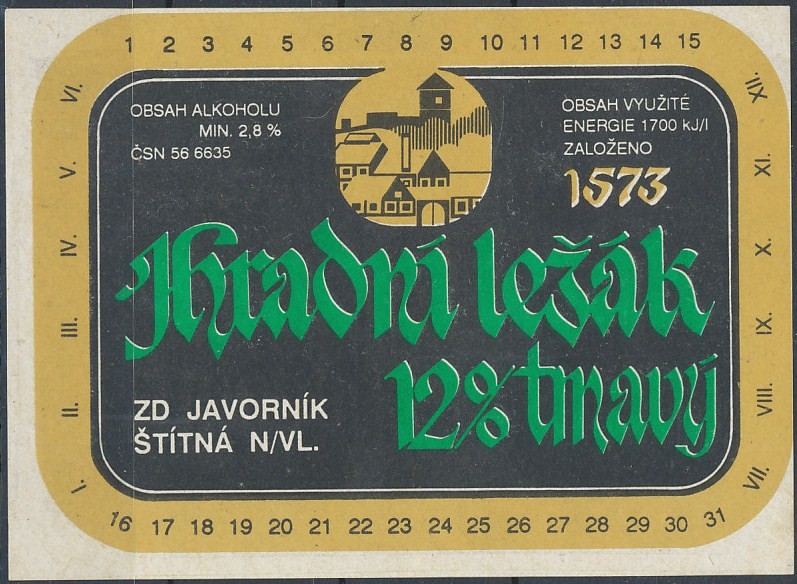 1 2 3 4 5 6 7 8 9 10 11 12 13 14 15
OBSAH ALKOHOLU
MIN. 2,8 %
ČSN 56 6635
OBSAH VYUŽITÉ
ENERGIE 1700 kJ/l
ZALOŽENO
1573
Hradní ležák
12% tmavý
ZD JAVORNÍK
ŠTÍTNÁ N/VL.
VI.
V.
IV.
III.
II.
I.
XII.
XI.
X.
IX.
VIII.
VII.
16 17 18 19 20 21 22 23 24 25 26 27 28 29 30 31